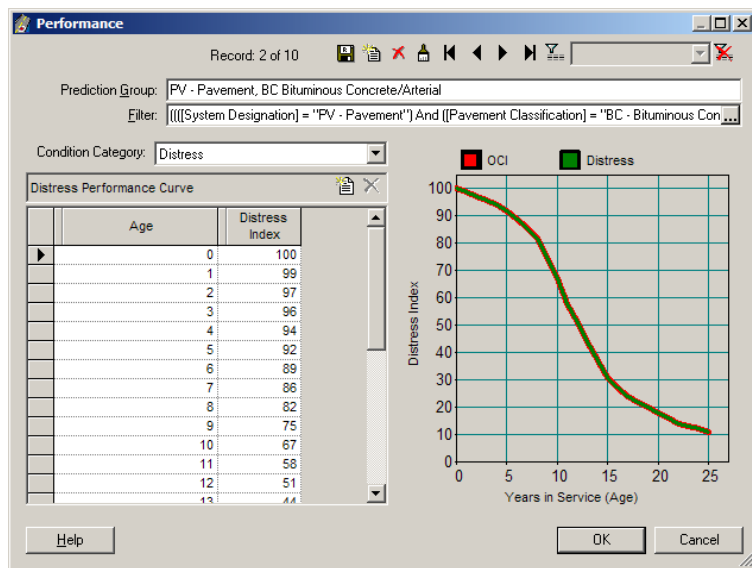 Performance
Record: 2 of 10
Prediction Group: PV - Pavement, BC Bituminous Concrete/Arterial
Filter: (((([System Designation] = "PV - Pavement") And ([Pavement Classification] = "BC - Bituminous Con ...
Condition Category: Distress
Distress Performance Curve
Age Distress Index
0 100
1 99
2 97
3 96
4 94
5 92
6 89
7 86
8 82
9 75
10 67
11 58
12 51
13 44
OCI Distress
Distress Index
100
90
80
70
60
50
40
30
20
10
0
0 5 10 15 20 25
Years in Service (Age)
Help OK Cancel